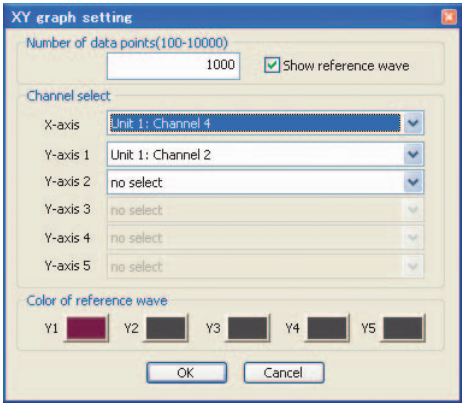 XY graph setting
Number of data points(100-10000)
1000 Show reference wave
Channel select
X-axis Unit 1: Channel 4
Y-axis 1 Unit 1: Channel 2
Y-axis 2 no select
Y-axis 3 no select
Y-axis 4 no select
Y-axis 5 no select
Color of reference wave
Y1 Y2 Y3 Y4 Y5
OK Cancel